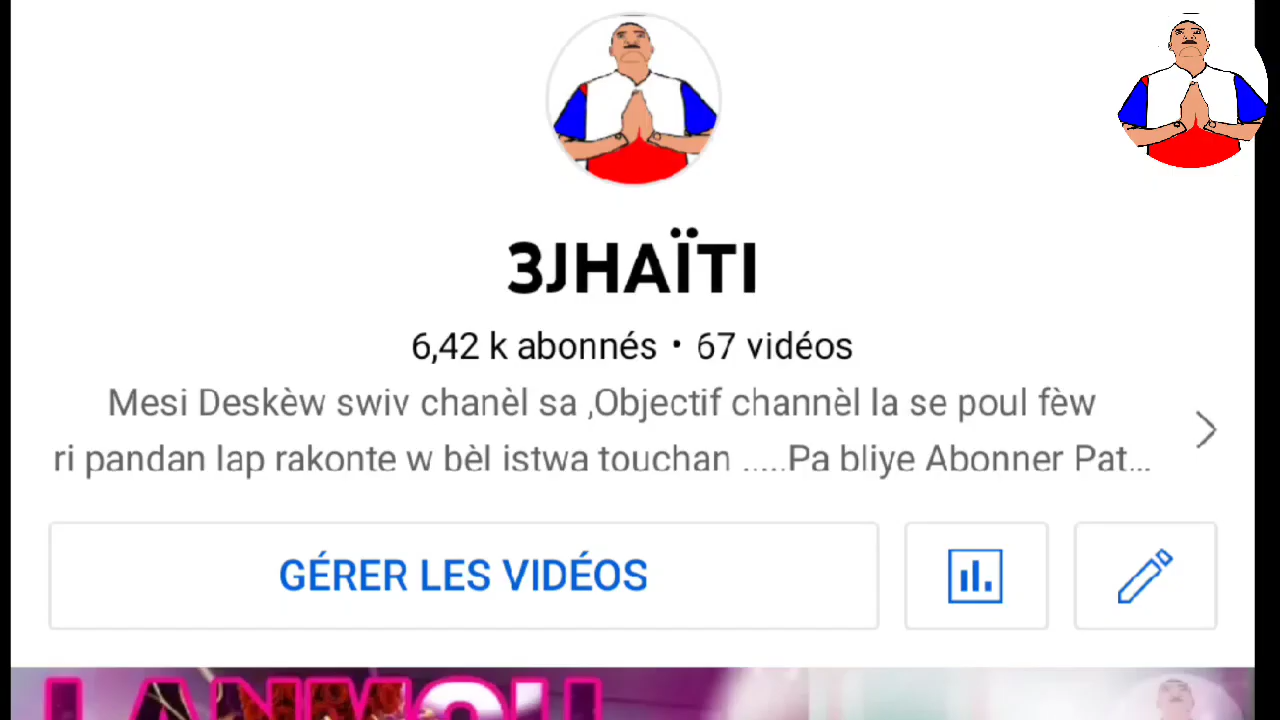 3JHAÏTI
6,42 k abonnés • 67 vidéos
Mesi Deskèw swiv chanèl sa ,Objectif channèl la se poul fèw
ri pandan lap rakonte w bèl istwa touchan .....Pa bliye Abonner Pat...
GÉRER LES VIDÉOS
LANMOU